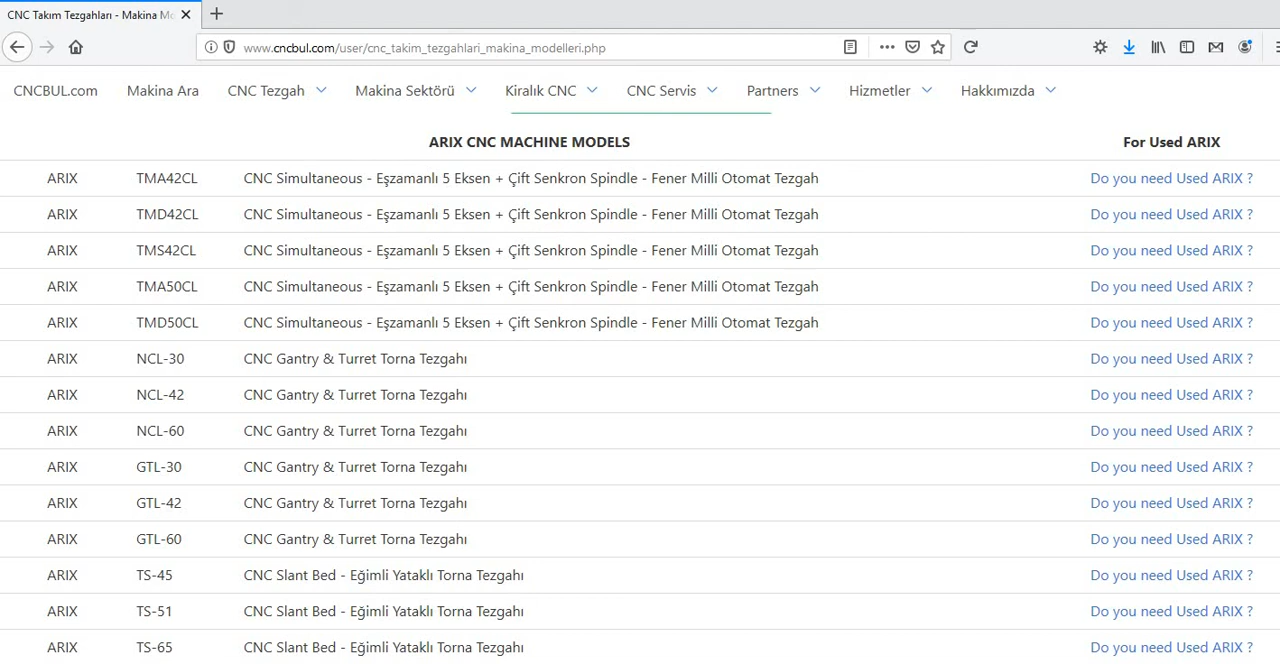 CNC Takım Tezgahları - Makina Mo
www.cncbul.com/user/cnc_takim_tezgahlari_makina_modelleri.php
CNCBUL.com Makina Ara CNC Tezgah Makina Sektörü Kiralık CNC CNC Servis Partners Hizmetler Hakkımızda
ARIX CNC MACHINE MODELS For Used ARIX
ARIX TMA42CL CNC Simultaneous - Eşzamanlı 5 Eksen + Çift Senkron Spindle - Fener Milli Otomat Tezgah Do you need Used ARIX ?
ARIX TMD42CL CNC Simultaneous - Eşzamanlı 5 Eksen + Çift Senkron Spindle - Fener Milli Otomat Tezgah Do you need Used ARIX ?
ARIX TMS42CL CNC Simultaneous - Eşzamanlı 5 Eksen + Çift Senkron Spindle - Fener Milli Otomat Tezgah Do you need Used ARIX ?
ARIX TMA50CL CNC Simultaneous - Eşzamanlı 5 Eksen + Çift Senkron Spindle - Fener Milli Otomat Tezgah Do you need Used ARIX ?
ARIX TMD50CL CNC Simultaneous - Eşzamanlı 5 Eksen + Çift Senkron Spindle - Fener Milli Otomat Tezgah Do you need Used ARIX ?
ARIX NCL-30 CNC Gantry & Turret Torna Tezgahı Do you need Used ARIX ?
ARIX NCL-42 CNC Gantry & Turret Torna Tezgahı Do you need Used ARIX ?
ARIX NCL-60 CNC Gantry & Turret Torna Tezgahı Do you need Used ARIX ?
ARIX GTL-30 CNC Gantry & Turret Torna Tezgahı Do you need Used ARIX ?
ARIX GTL-42 CNC Gantry & Turret Torna Tezgahı Do you need Used ARIX ?
ARIX GTL-60 CNC Gantry & Turret Torna Tezgahı Do you need Used ARIX ?
ARIX TS-45 CNC Slant Bed - Eğimli Yataklı Torna Tezgahı Do you need Used ARIX ?
ARIX TS-51 CNC Slant Bed - Eğimli Yataklı Torna Tezgahı Do you need Used ARIX ?
ARIX TS-65 CNC Slant Bed - Eğimli Yataklı Torna Tezgahı Do you need Used ARIX ?